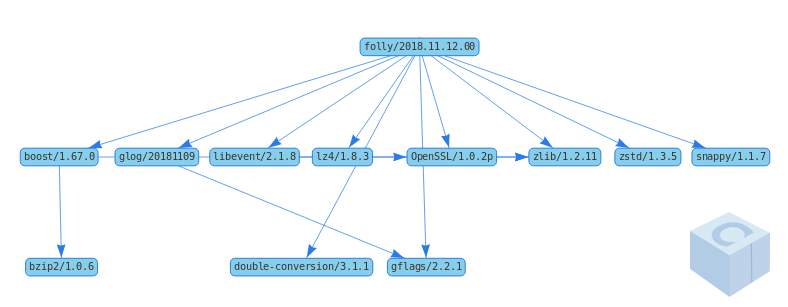 folly/2018.11.12.00
boost/1.67.0
glog/20181109
libevent/2.1.8
lz4/1.8.3
OpenSSL/1.0.2p
zlib/1.2.11
zstd/1.3.5
snappy/1.1.7
bzip2/1.0.6
double-conversion/3.1.1
gflags/2.2.1